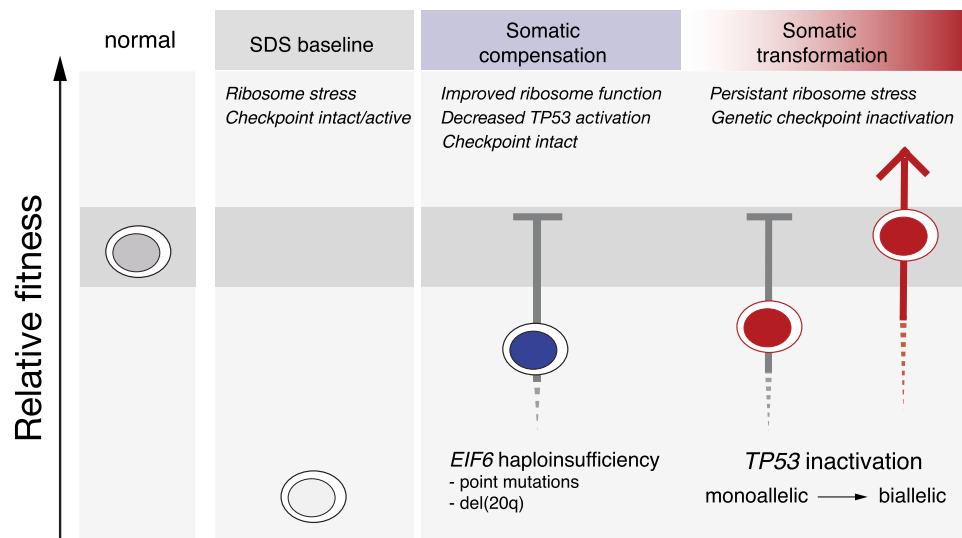 normal
SDS baseline
Somatic
compensation
Somatic
transformation
Ribosome stress
Checkpoint intact/active
Improved ribosome function
Decreased TP53 activation
Checkpoint intact
Persistant ribosome stress
Genetic checkpoint inactivation
Relative fitness
EIF6 haploinsufficiency
- point mutations
- del(20q)
TP53 inactivation
monoallelic
biallelic